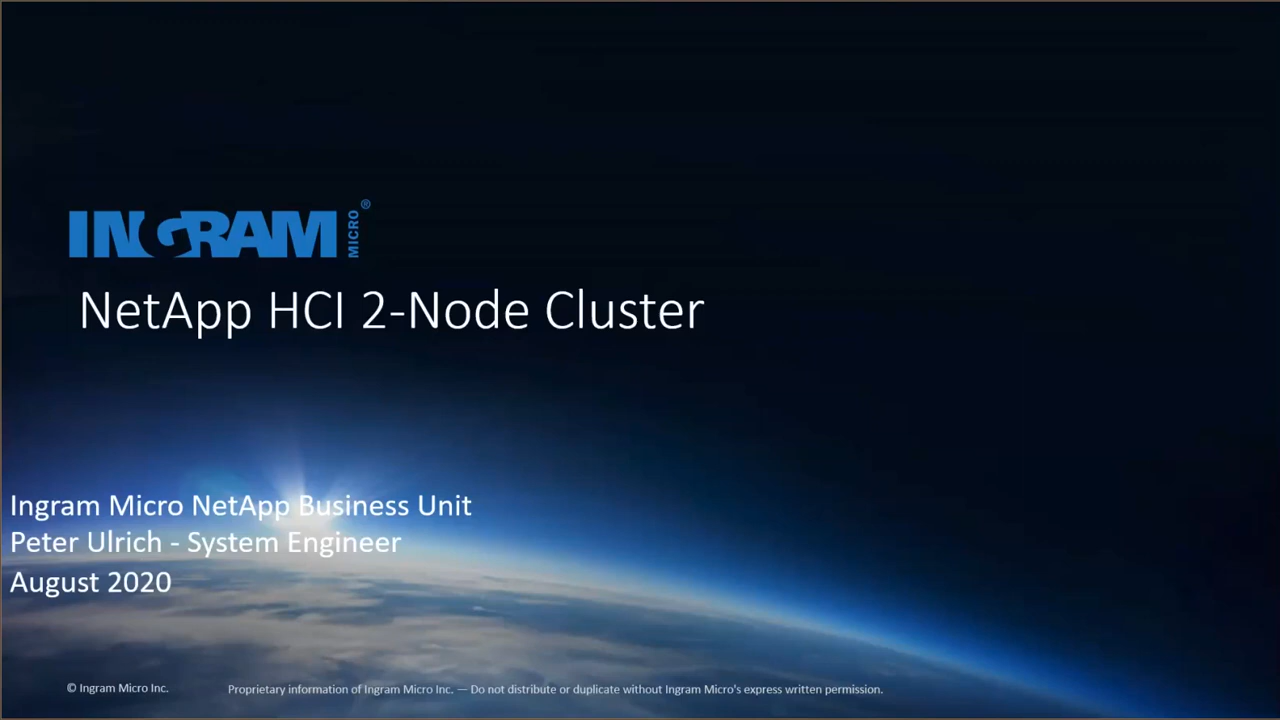 INGRAM MICRO®
NetApp HCI 2-Node Cluster
Ingram Micro NetApp Business Unit
Peter Ulrich - System Engineer
August 2020
© Ingram Micro Inc. Proprietary information of Ingram Micro Inc. — Do not distribute or duplicate without Ingram Micro's express written permission.